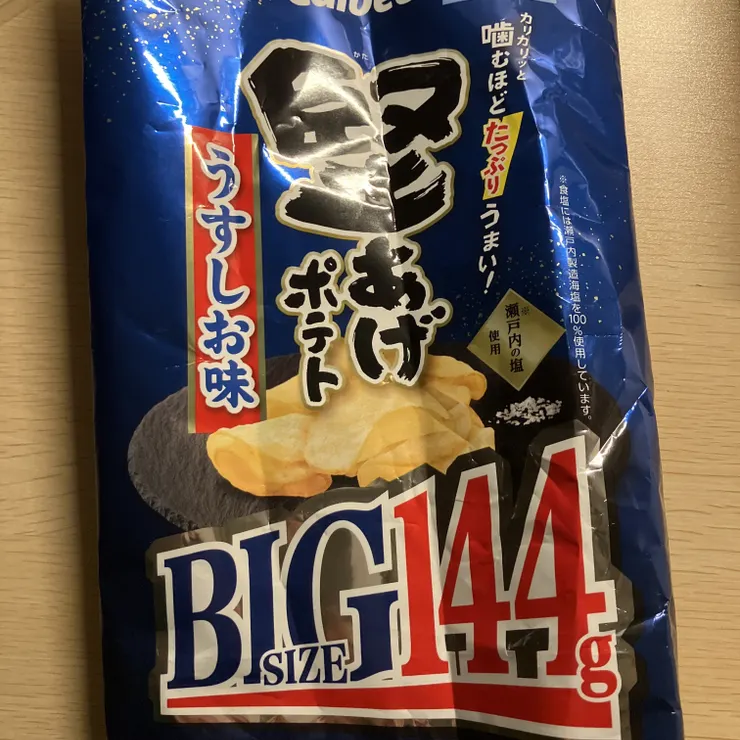 カリカリッと
噛むほど
たっぷり
うまい!
堅
かた
あげ
ポテト
うすしお味
※食塩には瀬戸内製造海塩を100%使用しています。
※
瀬戸内の塩
使用
BIG
SIZE
144g